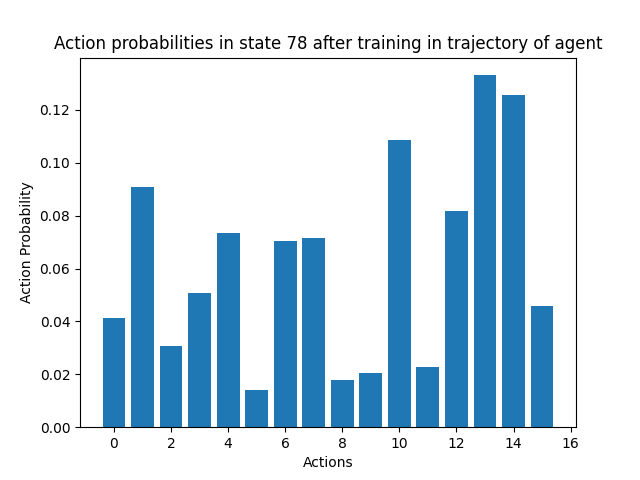 Action probabilities in state 78 after training in trajectory of agent
0.12
0.10
0.08
0.06
0.04
0.02
0.00
Action Probability
0 2 4 6 8 10 12 14 16
Actions